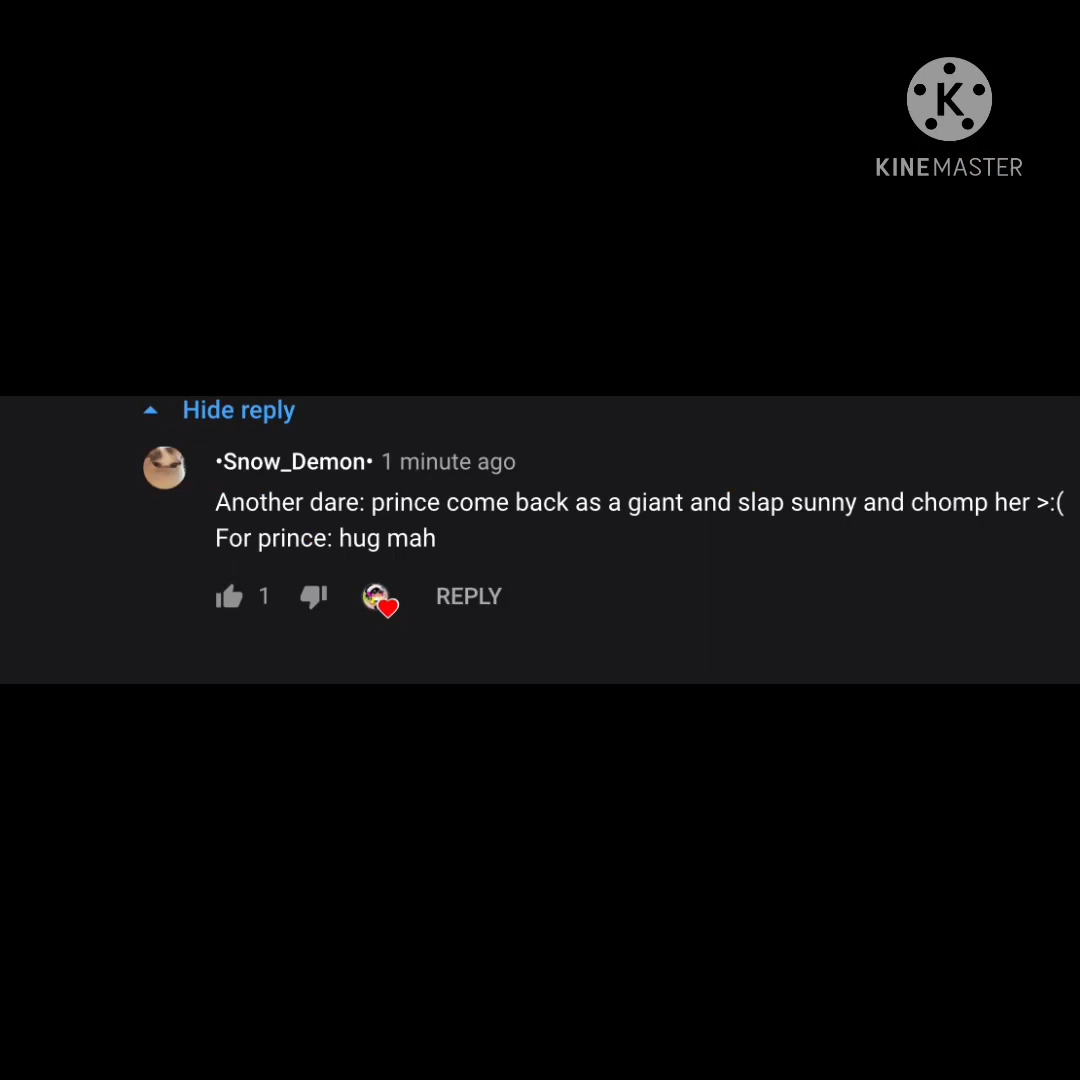 K
KINEMASTER
Hide reply
•Snow_Demon• 1 minute ago
Another dare: prince come back as a giant and slap sunny and chomp her >:(
For prince: hug mah
1 REPLY